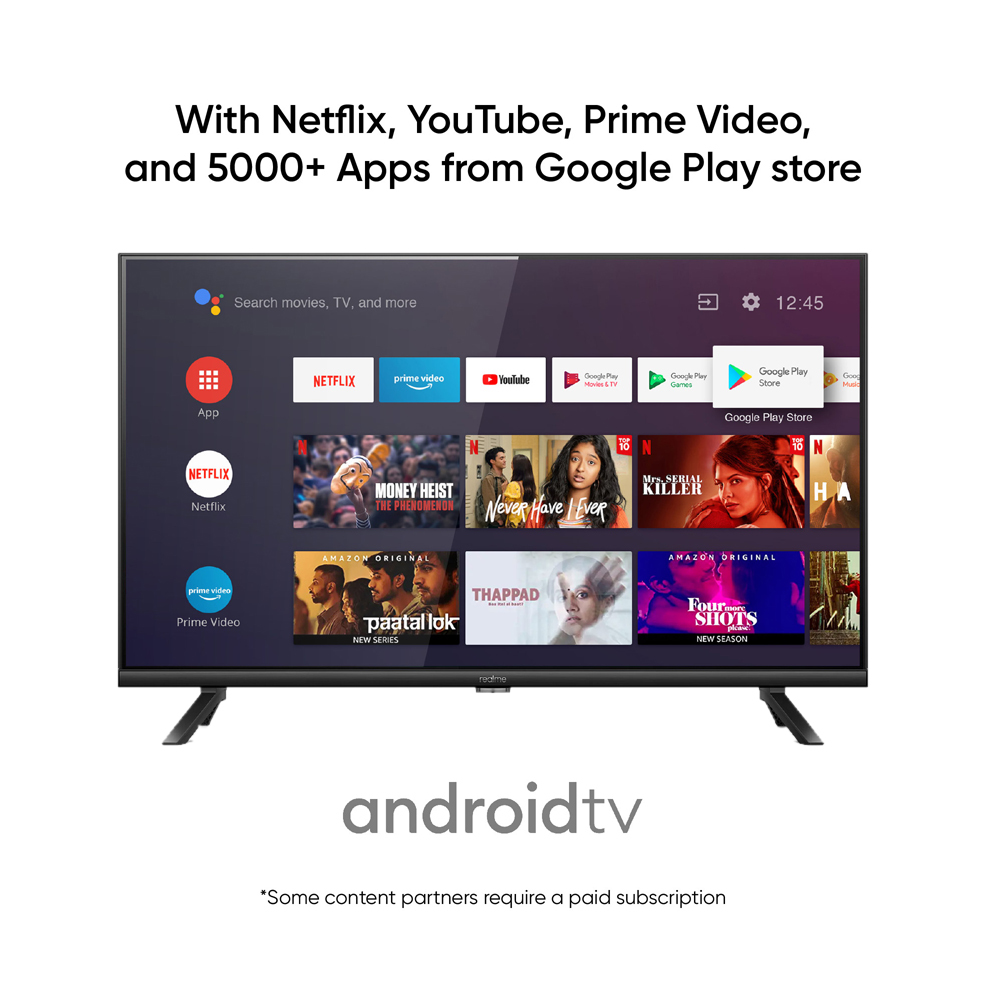 With Netflix, YouTube, Prime Video,
and 5000+ Apps from Google Play store
Search movies, TV, and more
12:45
App
NETFLIX
prime video
YouTube
Google Play
Movies & TV
Google Play
Games
Google Play
Store
Goog
Music
Google Play Store
NETFLIX
Netflix
N
MONEY HEIST
THE PHENOMENON
N
TOP
10
Never Have I Ever
N
TOP
10
Mrs. SERIAL
KILLER
N
H A
prime video
Prime Video
AMAZON ORIGINAL
paatal lok
NEW SERIES
THAPPAD
Bas itni si baat?
AMAZON ORIGINAL
Four more
SHOTS
please!
NEW SEASON
realme
androidtv
*Some content partners require a paid subscription